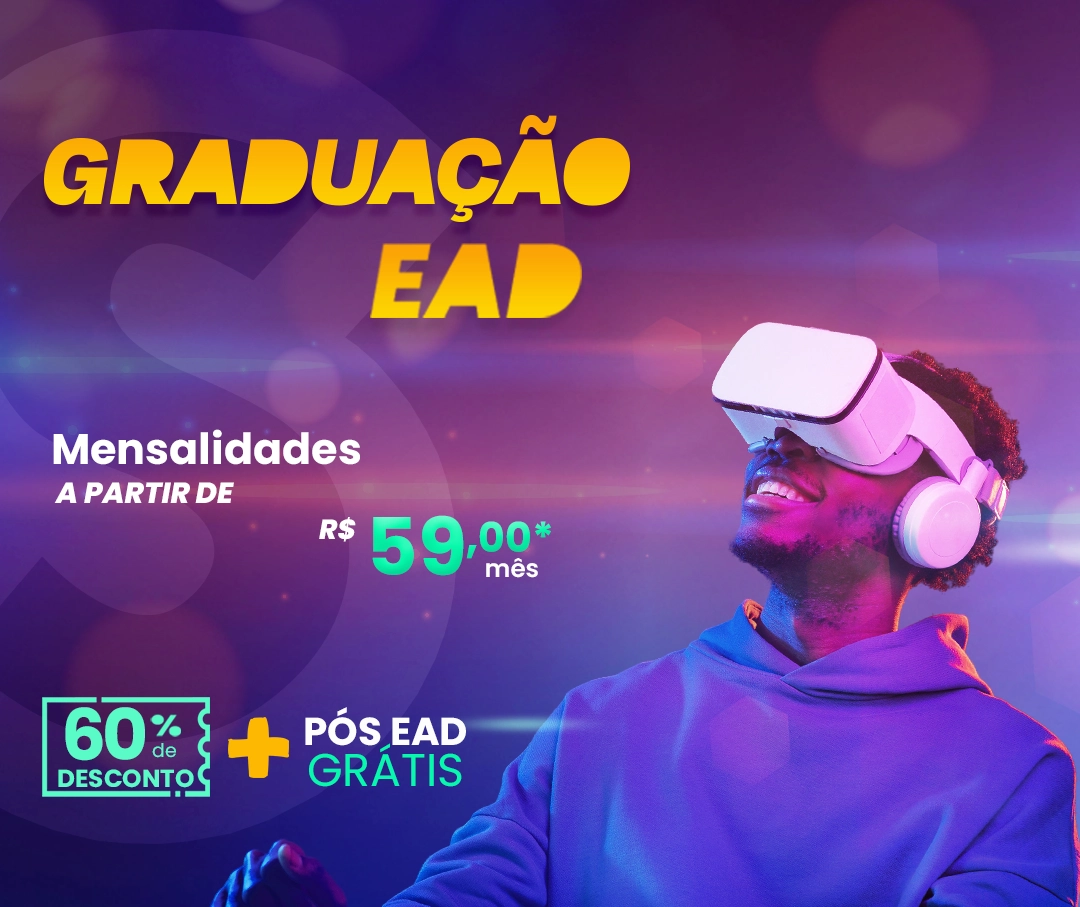 GRADUAÇÃO
EAD
Mensalidades
A PARTIR DE
R$ 59,00*
mês
60%
de
DESCONTO
+
PÓS EAD
GRÁTIS